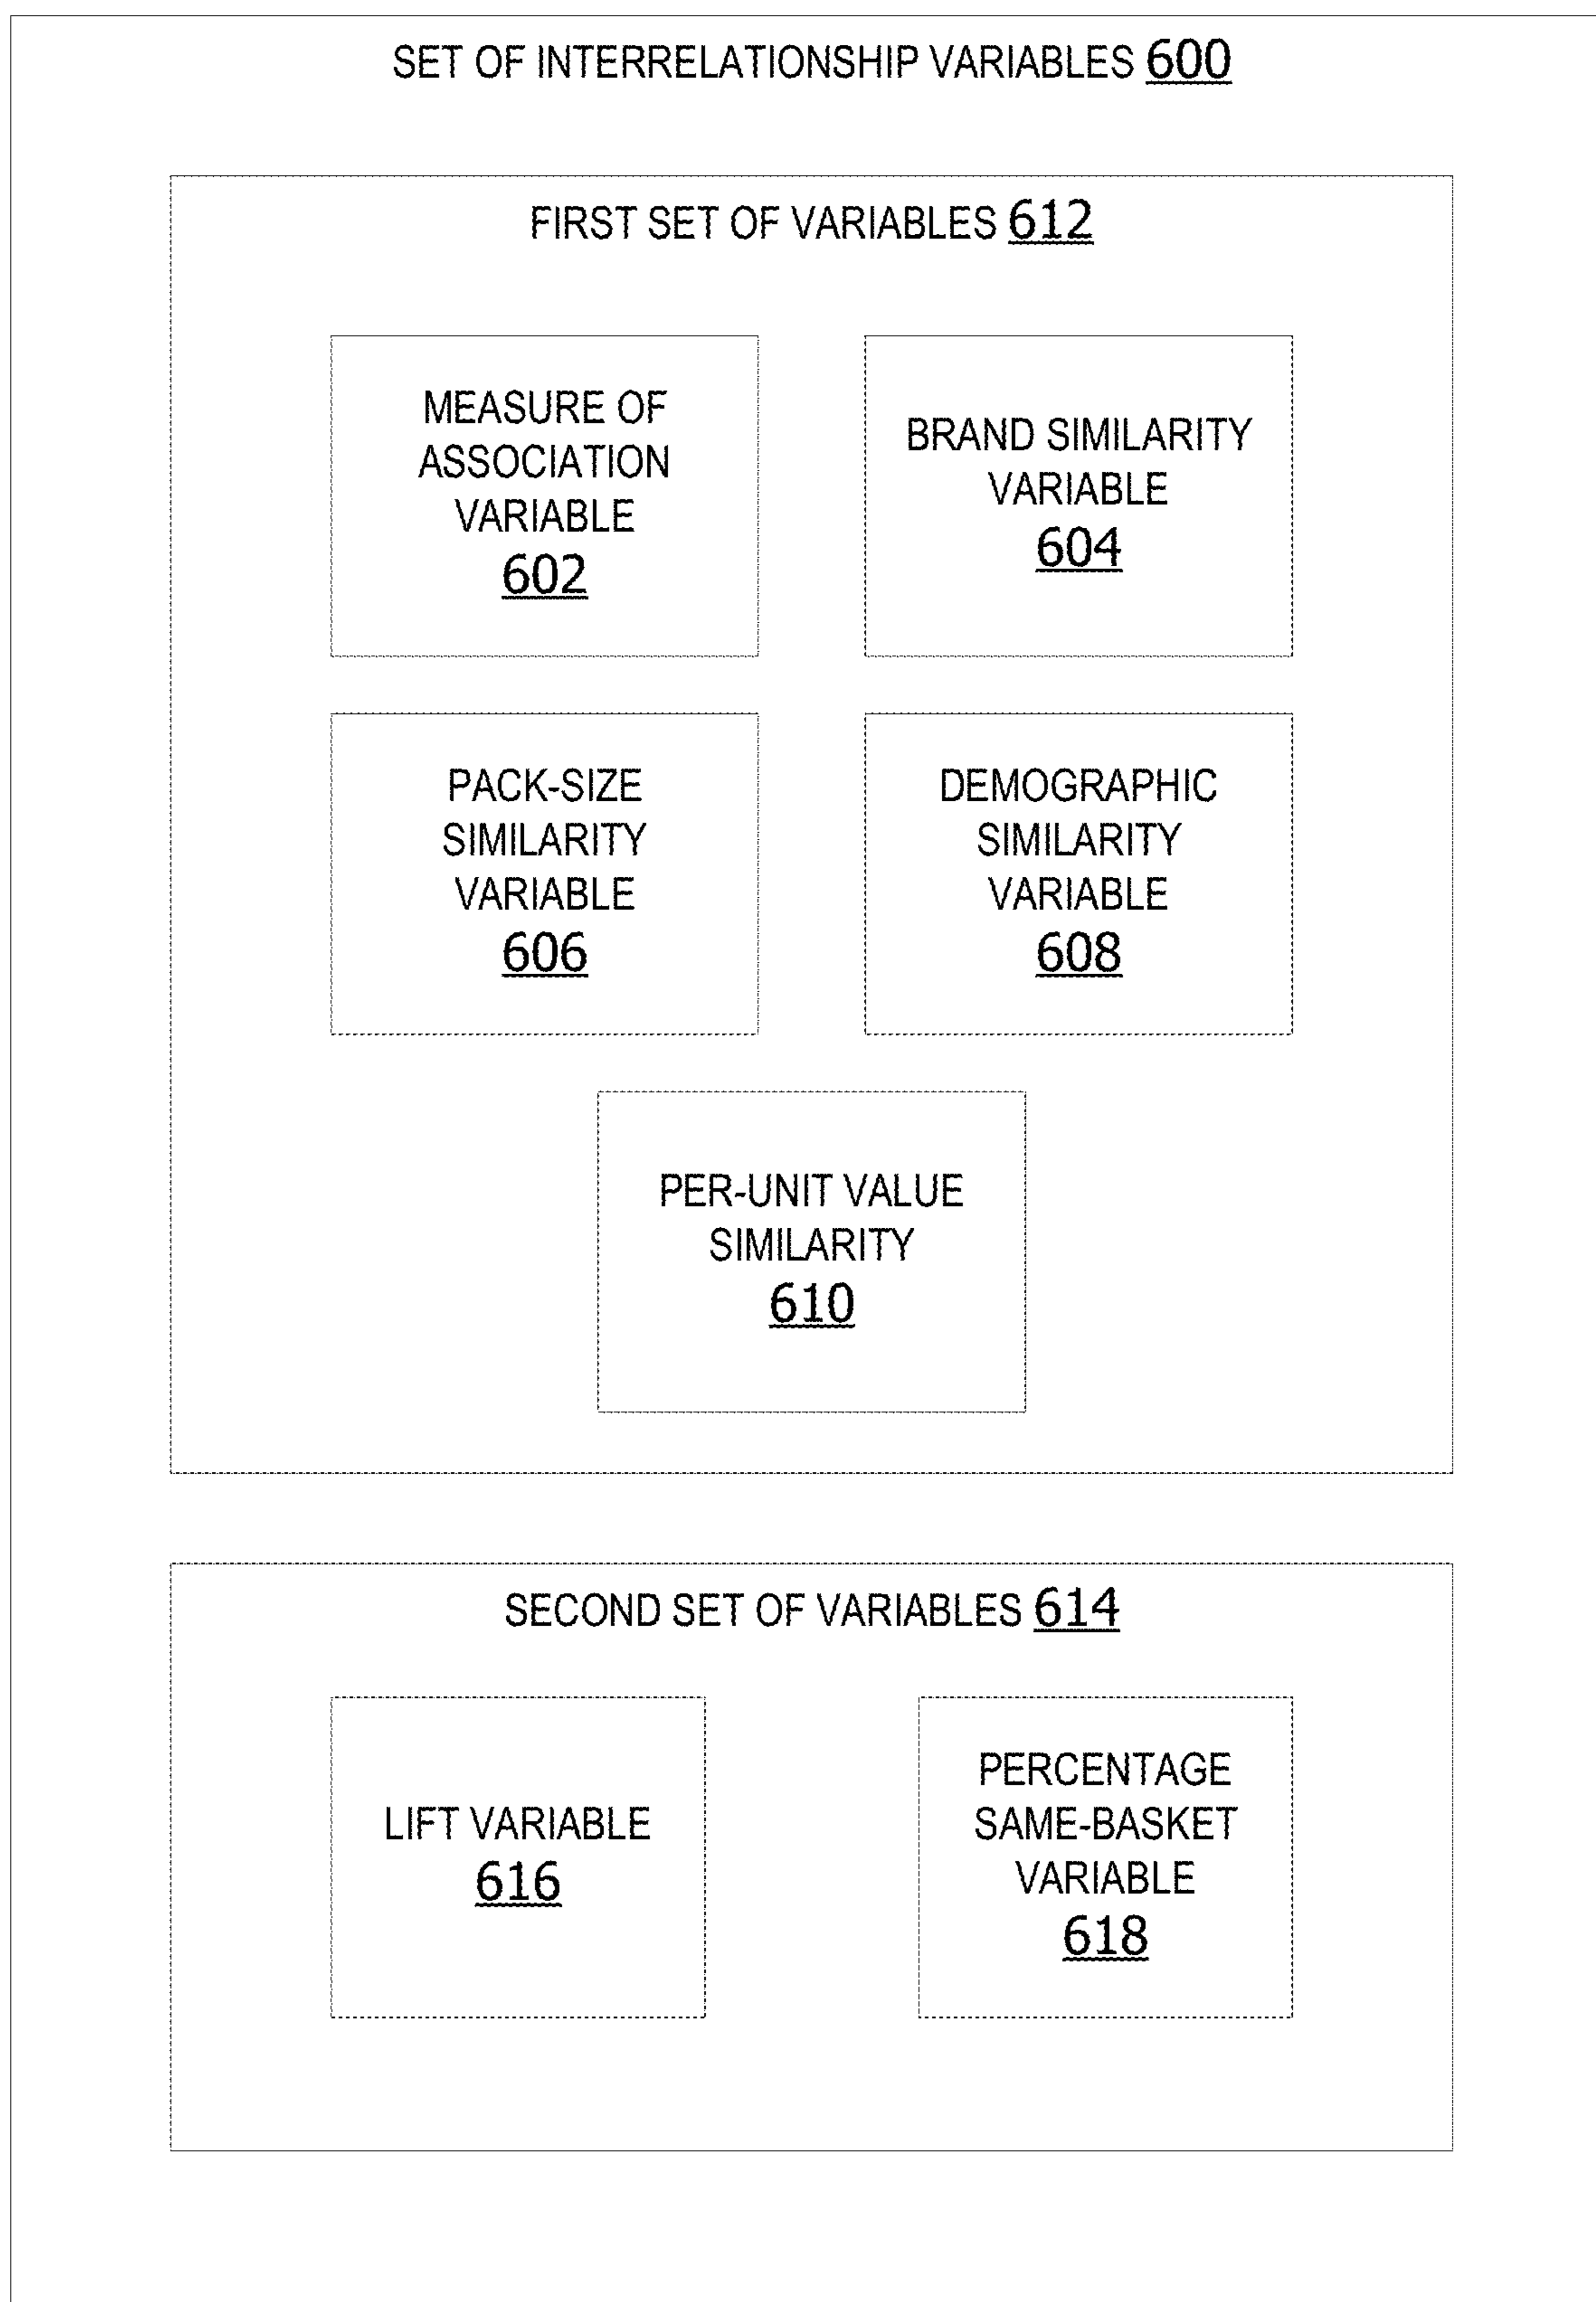 SET OF INTERRELATIONSHIP VARIABLES 600
FIRST SET OF VARIABLES 612
MEASURE OF
ASSOCIATION
VARIABLE
602
BRAND SIMILARITY
VARIABLE
604
PACK-SIZE
SIMILARITY
VARIABLE
606
DEMOGRAPHIC
SIMILARITY
VARIABLE
608
PER-UNIT VALUE
SIMILARITY
610
SECOND SET OF VARIABLES 614
LIFT VARIABLE
616
PERCENTAGE
SAME-BASKET
VARIABLE
618